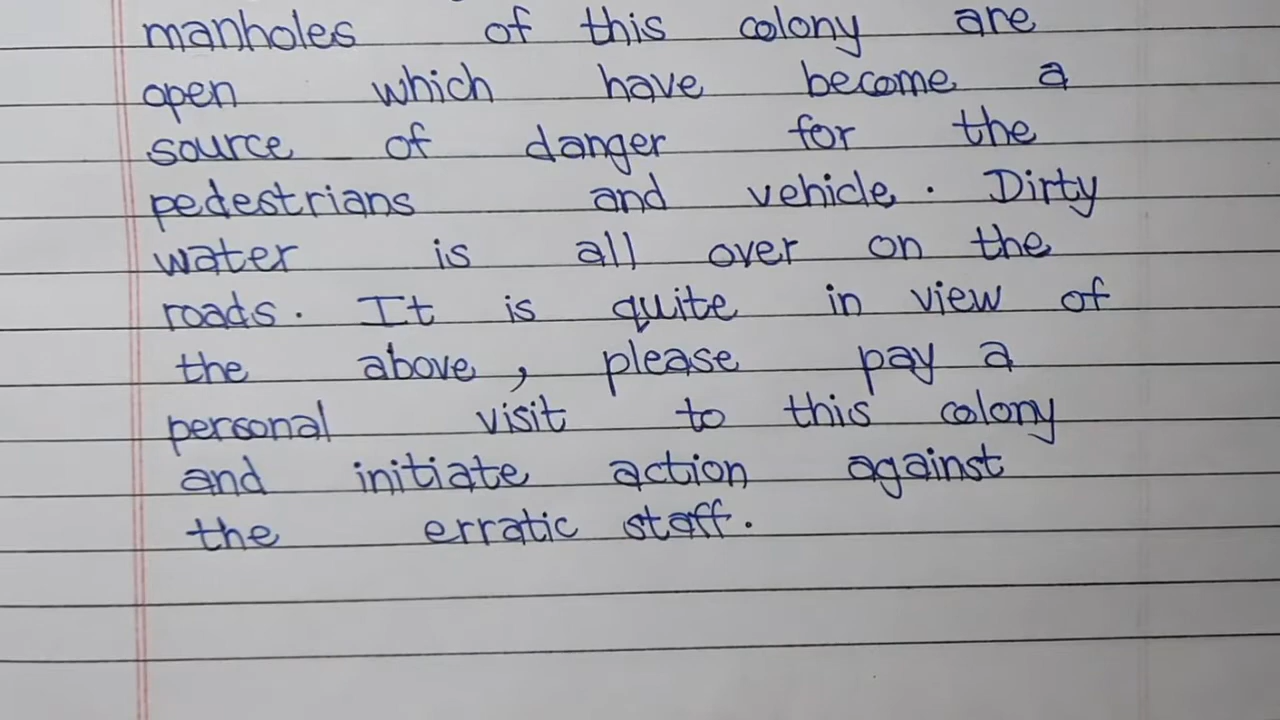 manholes of this colony are
open which have become a
source of danger for the
pedestrians and vehicle. Dirty
water is all over on the
roads. It is quite in view of
the above, please pay a
personal visit to this colony
and initiate action against
the erratic staff.